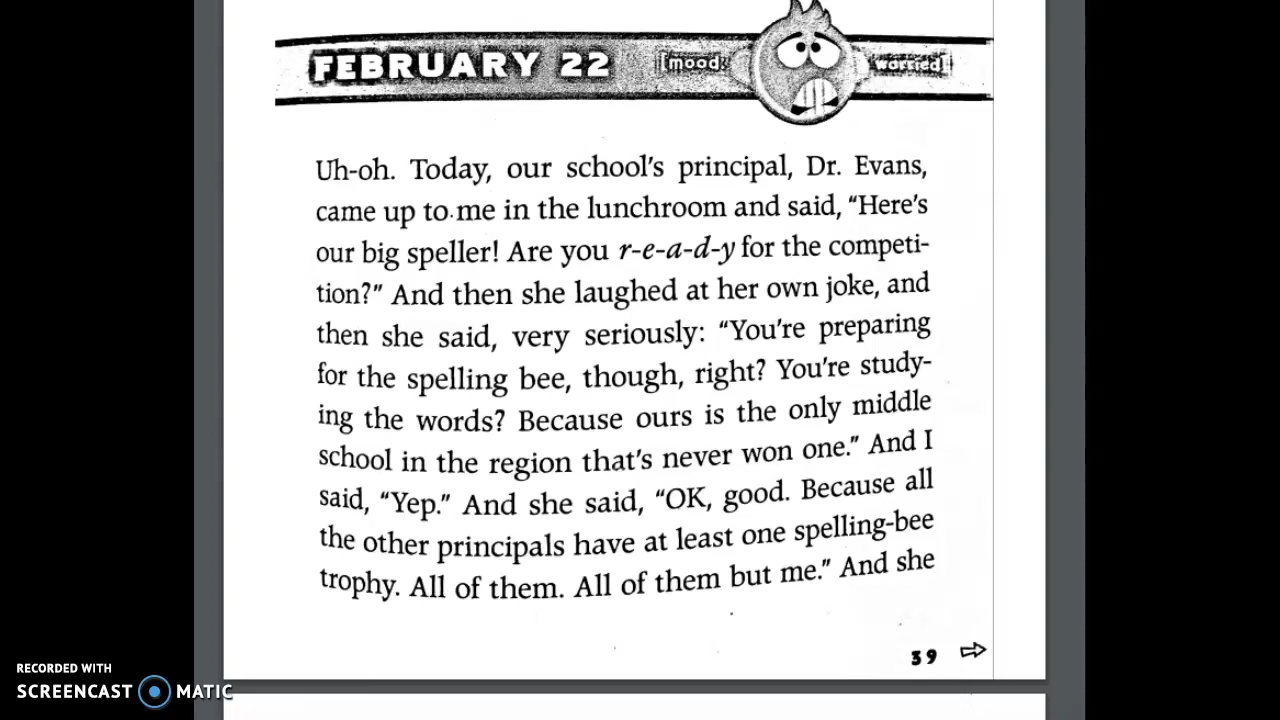 FEBRUARY 22 [mood: worried]
Uh-oh. Today, our school's principal, Dr. Evans,
came up to me in the lunchroom and said, “Here's
our big speller! Are you r-e-a-d-y for the competi-
tion?” And then she laughed at her own joke, and
then she said, very seriously: “You're preparing
for the spelling bee, though, right? You're study-
ing the words? Because ours is the only middle
school in the region that's never won one.” And I
said, “Yep.” And she said, “OK, good. Because all
the other principals have at least one spelling-bee
trophy. All of them. All of them but me.” And she
39
RECORDED WITH
SCREENCAST MATIC